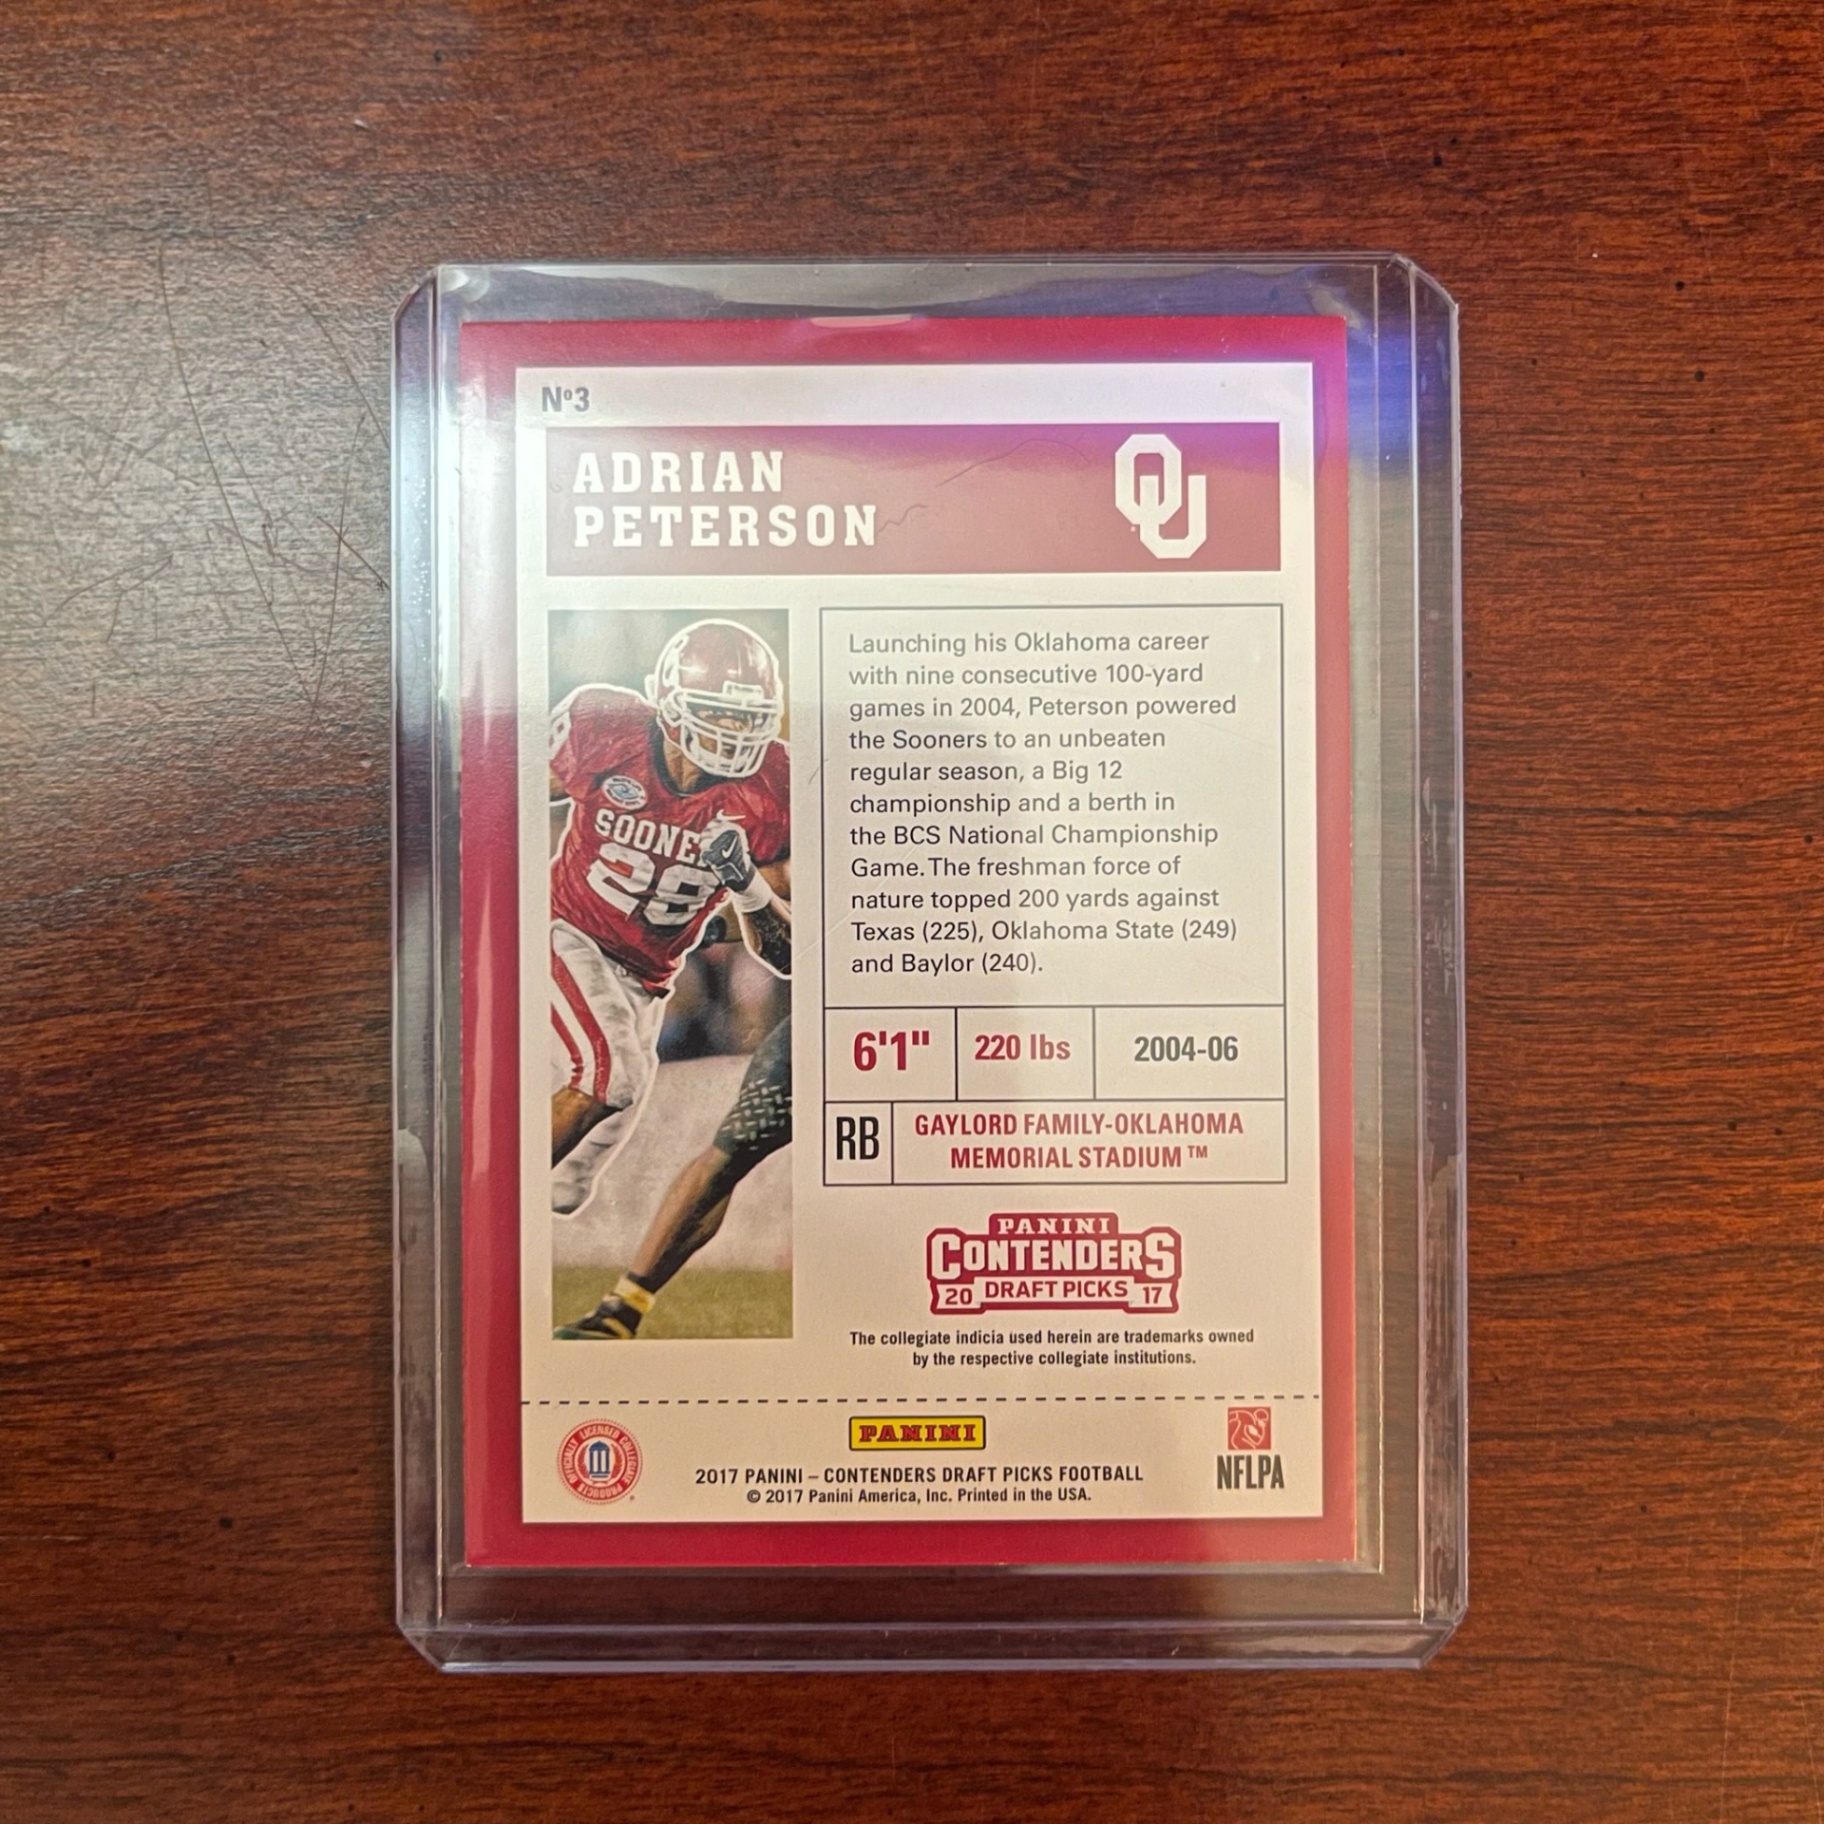 Nº3
ADRIAN
PETERSON
OU
Launching his Oklahoma career
with nine consecutive 100-yard
games in 2004, Peterson powered
the Sooners to an unbeaten
regular season, a Big 12
championship and a berth in
the BCS National Championship
Game. The freshman force of
nature topped 200 yards against
Texas (225), Oklahoma State (249)
and Baylor (240).
SOONE
28
6'1" 220 lbs 2004-06
RB
GAYLORD FAMILY-OKLAHOMA
MEMORIAL STADIUM™
PANINI
CONTENDERS
20 DRAFT PICKS 17
The collegiate indicia used herein are trademarks owned
by the respective collegiate institutions.
OFFICIALLY LICENSED COLLEGIATE PRODUCTS
PANINI
2017 PANINI – CONTENDERS DRAFT PICKS FOOTBALL
© 2017 Panini America, Inc. Printed in the USA.
NFLPA